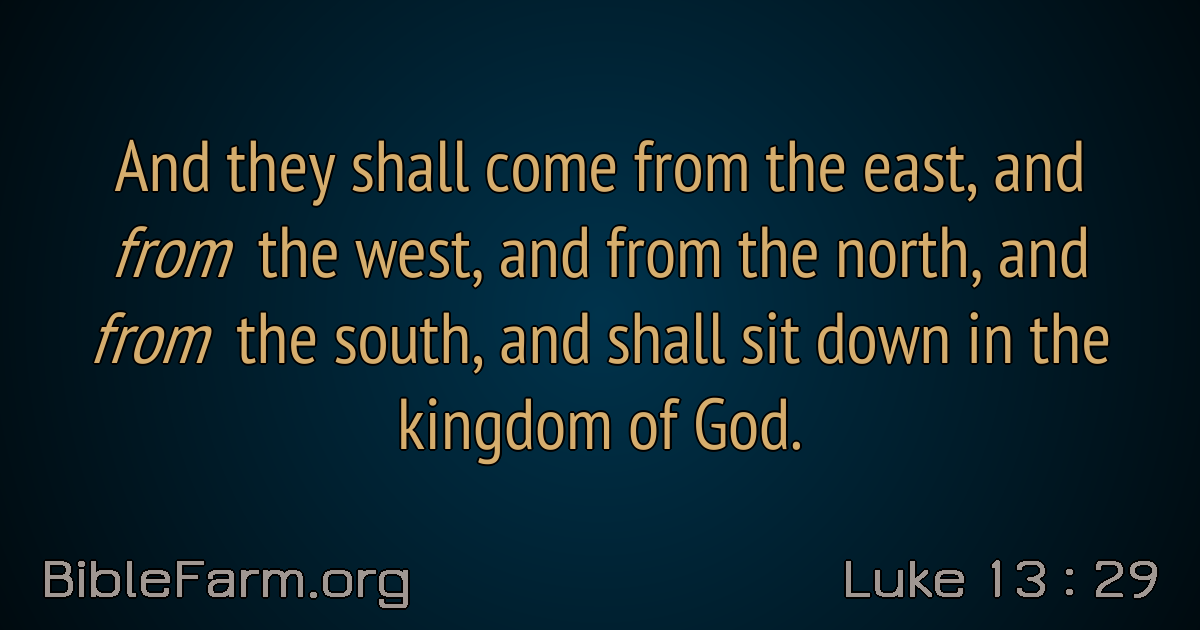 And they shall come from the east, and
from the west, and from the north, and
from the south, and shall sit down in the
kingdom of God.
BibleFarm.org
Luke 13 : 29